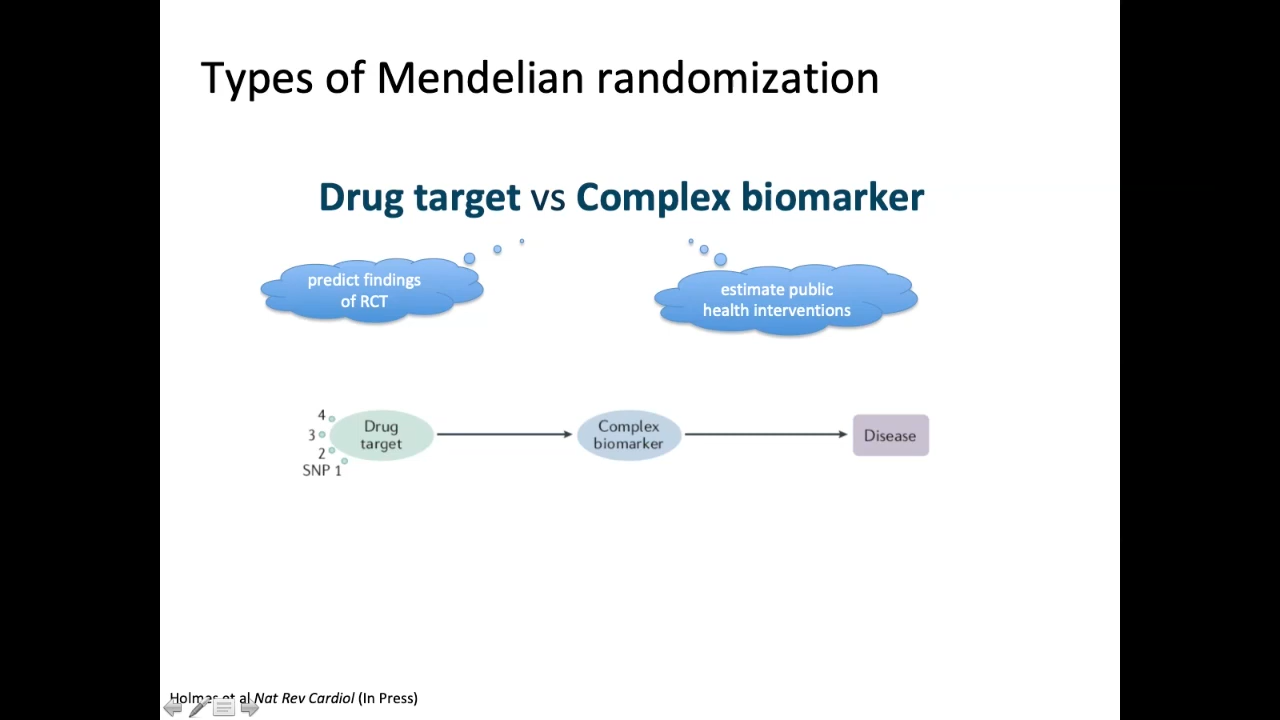 Types of Mendelian randomization
Drug target vs Complex biomarker
predict findings
of RCT
estimate public
health interventions
4
3
2
SNP 1
Drug
target
Complex
biomarker
Disease
Holmes et al Nat Rev Cardiol (In Press)